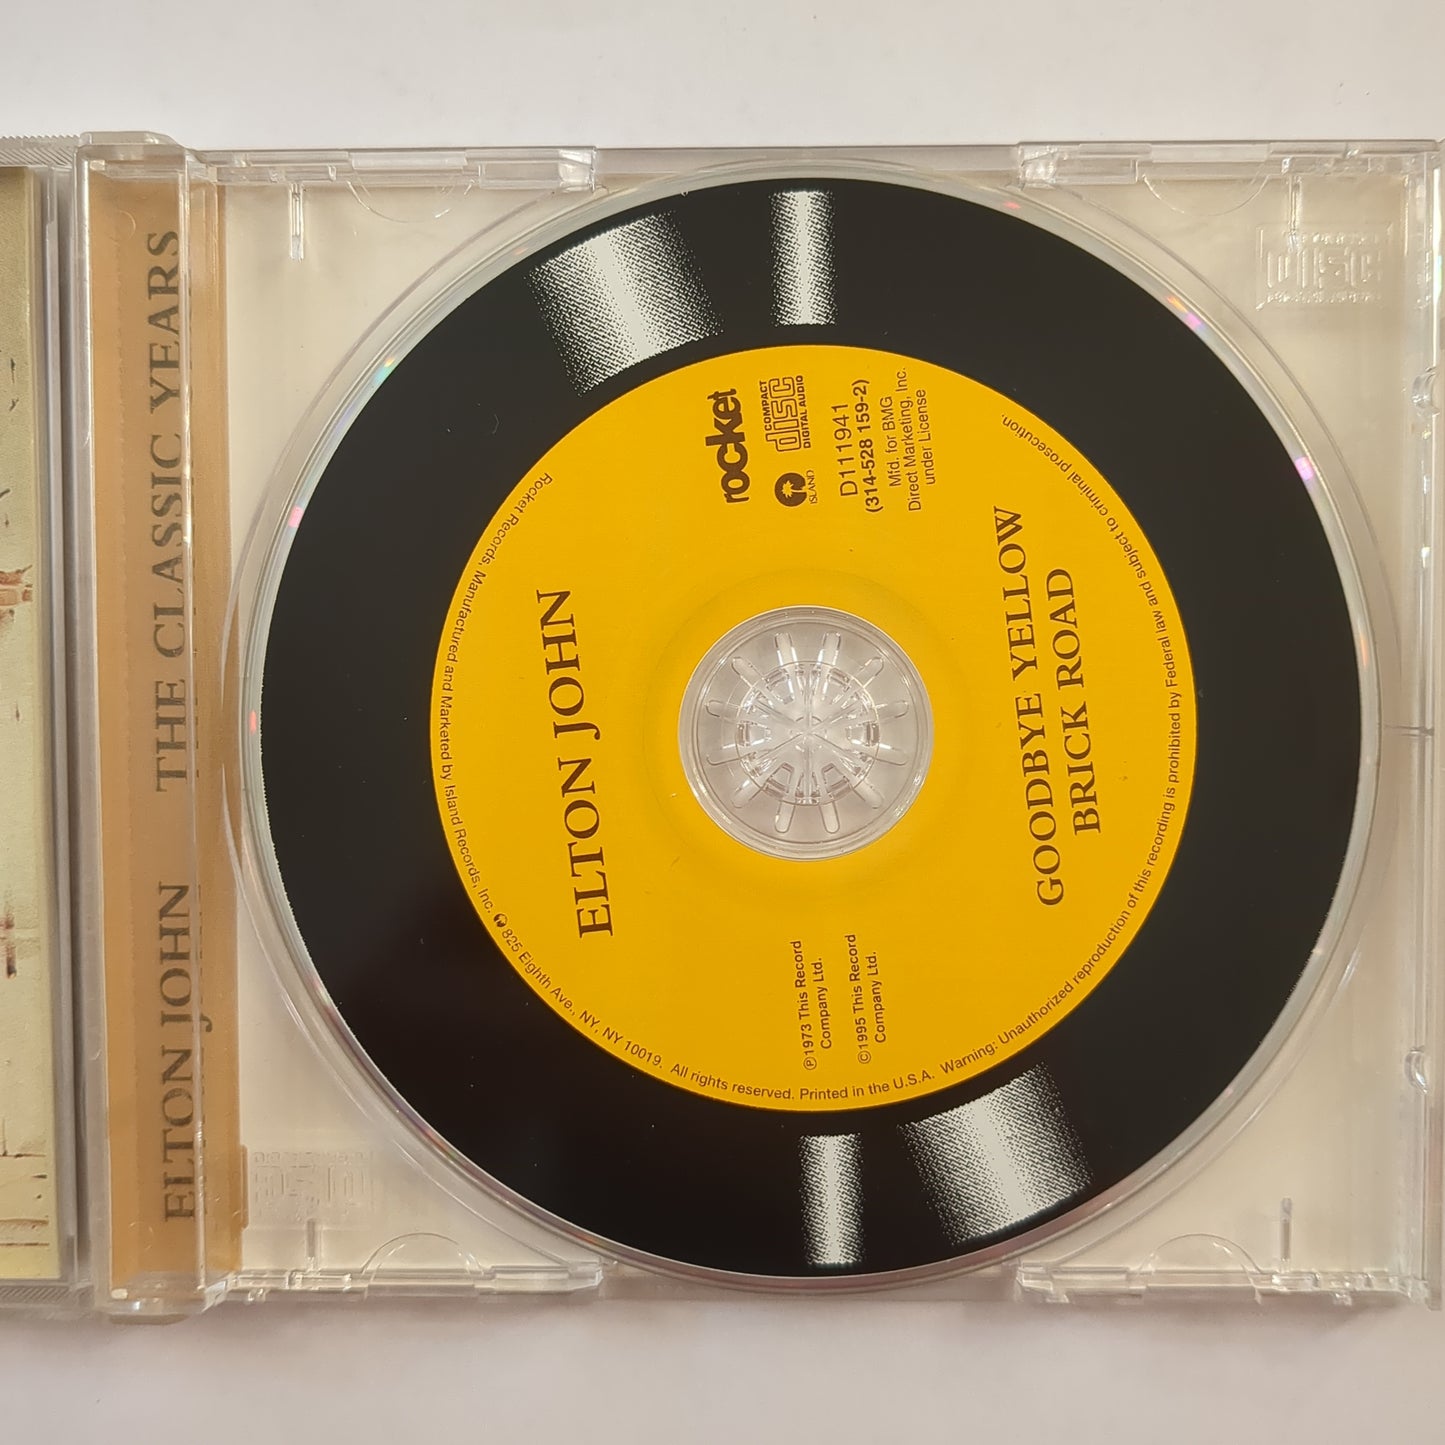 ELTON JOHN THE CLASSIC YEARS
ELTON JOHN
rocket
COMPACT
disc
DIGITAL AUDIO
ISLAND
D111941
(314-528 159-2)
Mfd. for BMG
Direct Marketing, Inc.
under License
℗1973 This Record
Company Ltd.
©1995 This Record
Company Ltd.
GOODBYE YELLOW
BRICK ROAD
Rocket Records, Manufactured and Marketed by Island Records, Inc. 825 Eighth Ave., NY, NY 10019. All rights reserved. Printed in the U.S.A. Warning: Unauthorized reproduction of this recording is prohibited by Federal law and subject to criminal prosecution.
disc